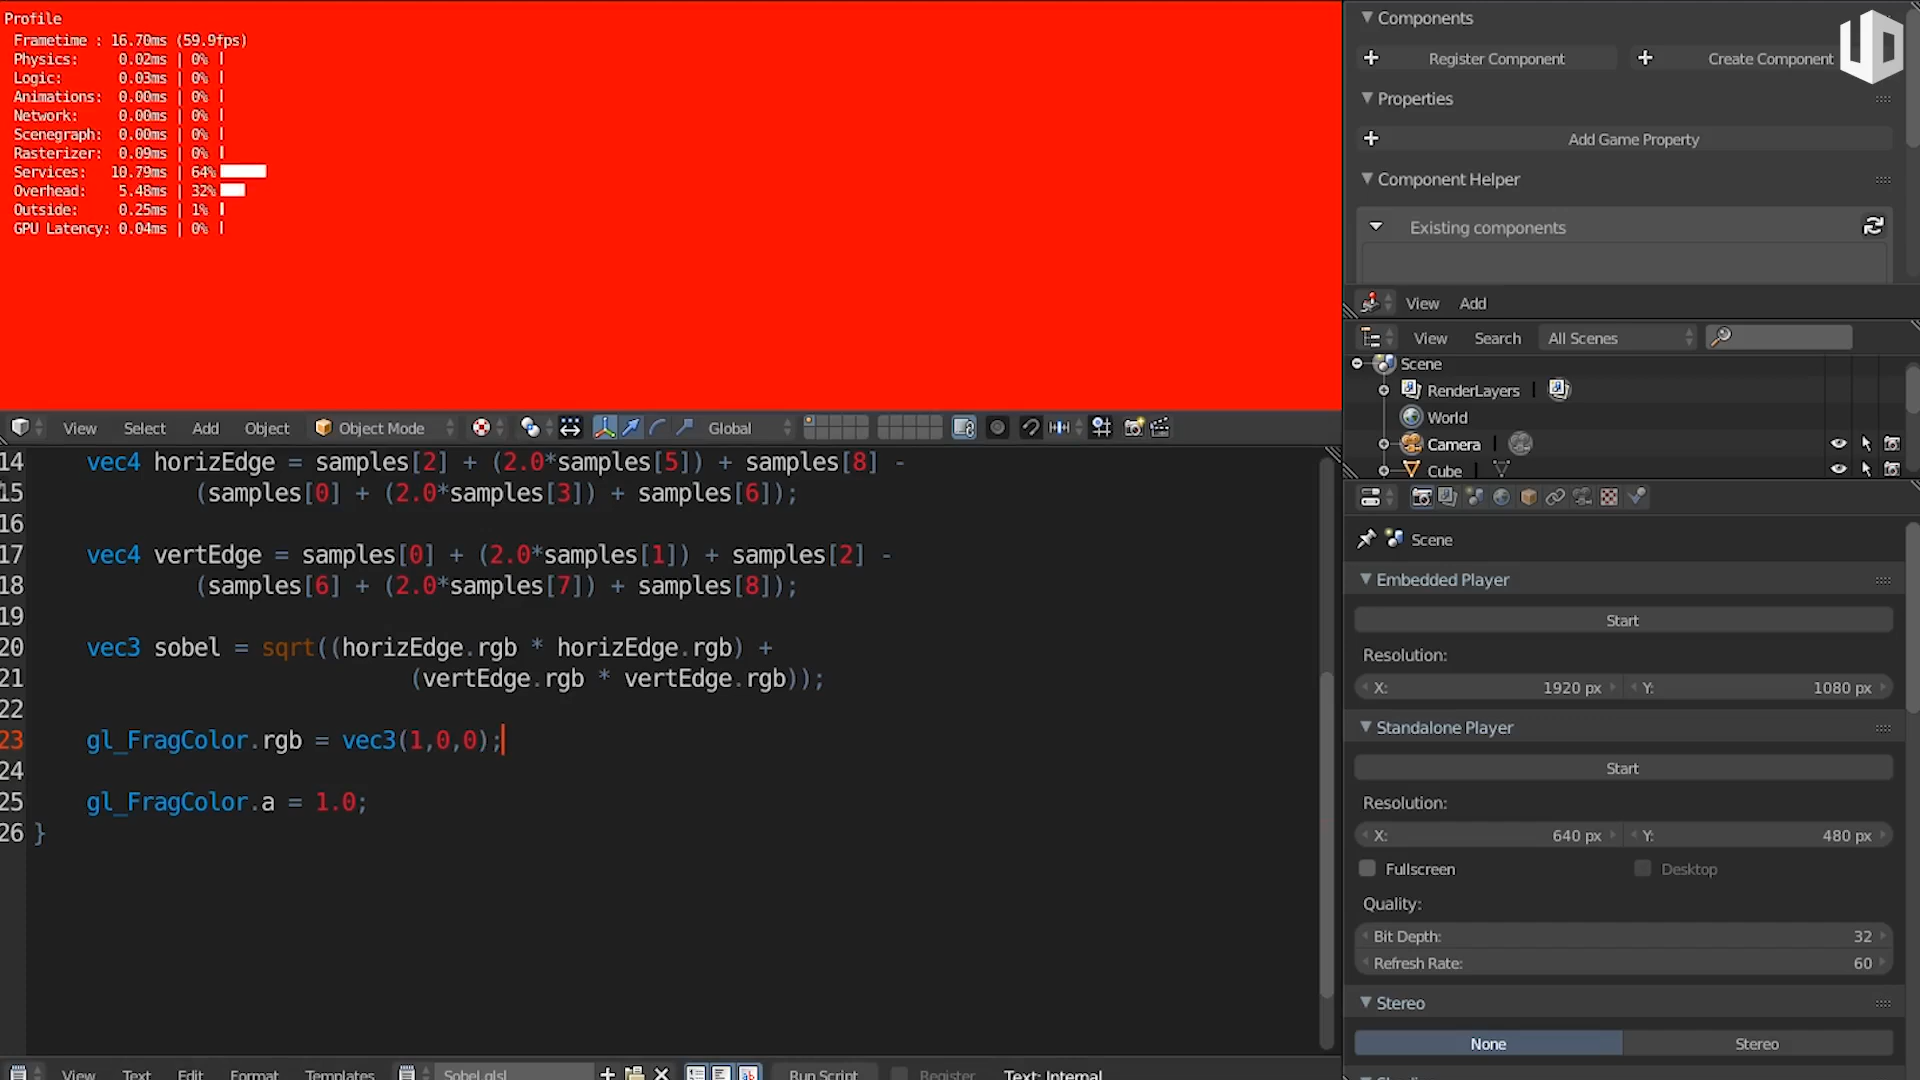 Profile
Frametime : 16.70ms (59.9fps)
Physics: 0.02ms | 0%
Logic: 0.03ms | 0%
Animations: 0.00ms | 0%
Network: 0.00ms | 0%
Scenegraph: 0.00ms | 0%
Rasterizer: 0.09ms | 0%
Services: 10.79ms | 64%
Overhead: 5.48ms | 32%
Outside: 0.25ms | 1%
GPU Latency: 0.04ms | 0%
View Select Add Object Object Mode Global
14 vec4 horizEdge = samples[2] + (2.0*samples[5]) + samples[8] -
15 (samples[0] + (2.0*samples[3]) + samples[6]);
16
17 vec4 vertEdge = samples[0] + (2.0*samples[1]) + samples[2] -
18 (samples[6] + (2.0*samples[7]) + samples[8]);
19
20 vec3 sobel = sqrt((horizEdge.rgb * horizEdge.rgb) +
21 (vertEdge.rgb * vertEdge.rgb));
22
23 gl_FragColor.rgb = vec3(1,0,0);
24
25 gl_FragColor.a = 1.0;
26 }
View Text Edit Format Templates Sobel.glsl Run Script Register Text: Internal
Components
Register Component Create Component
UD
Properties
Add Game Property
Component Helper
Existing components
View Add
View Search All Scenes
Scene
RenderLayers
World
Camera
Cube
Scene
Embedded Player
Start
Resolution:
X: 1920 px Y: 1080 px
Standalone Player
Start
Resolution:
X: 640 px Y: 480 px
Fullscreen Desktop
Quality:
Bit Depth: 32
Refresh Rate: 60
Stereo
None Stereo